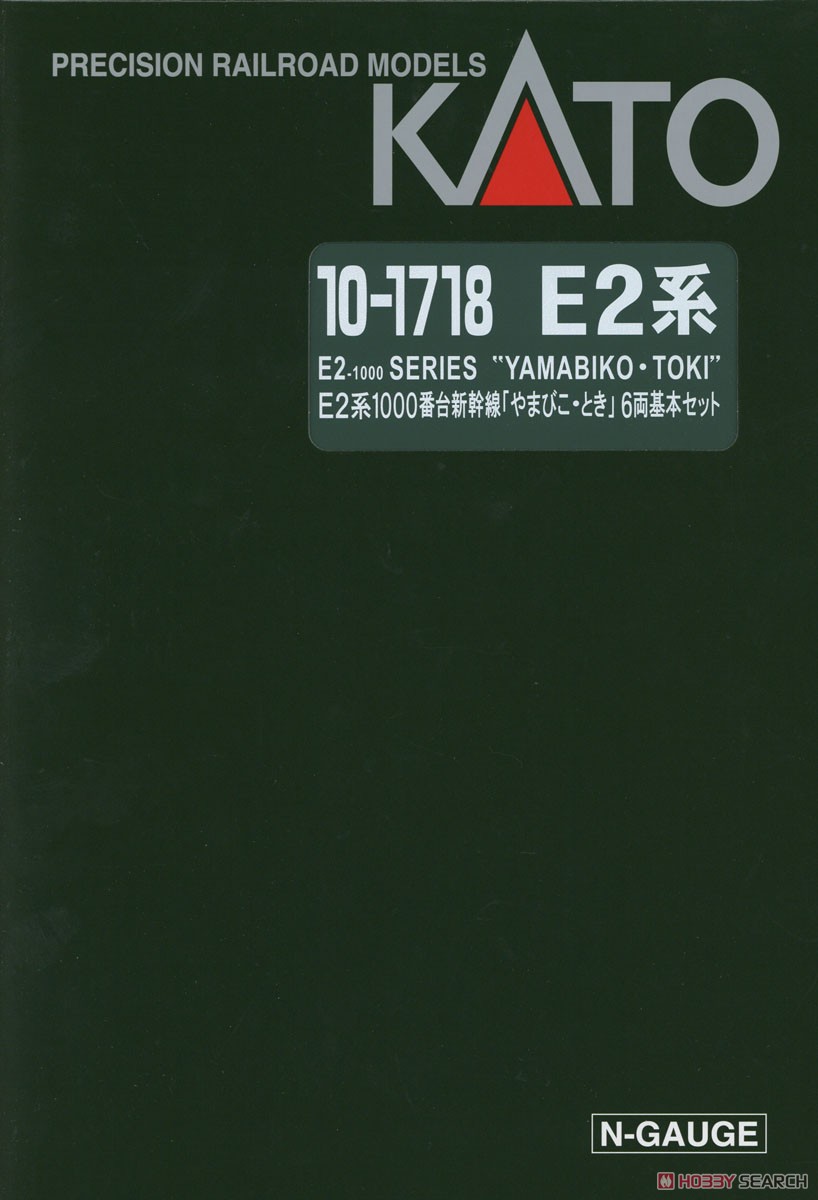 PRECISION RAILROAD MODELS
KATO
10-1718 E2系
E2-1000 SERIES "YAMABIKO・TOKI"
E2系1000番台新幹線「やまびこ・とき」6両基本セット
N-GAUGE
HOBBY SEARCH